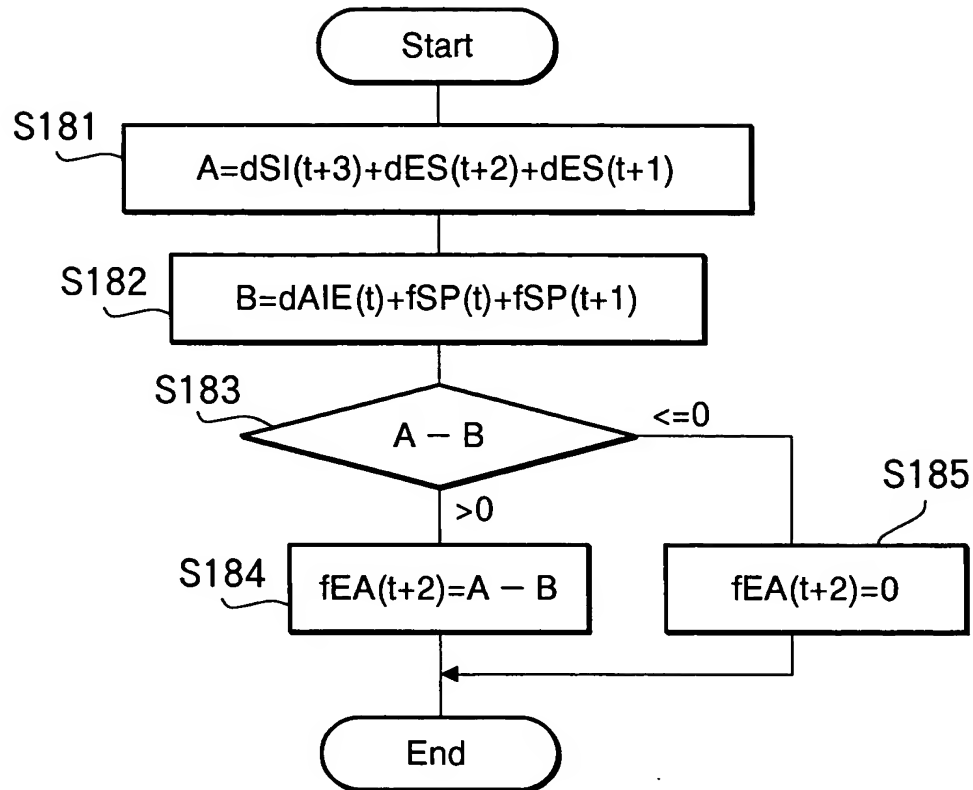 Start
S181
A=dSI(t+3)+dES(t+2)+dES(t+1)
S182
B=dAIE(t)+fSP(t)+fSP(t+1)
S183
A − B
<=0
>0
S185
S184
fEA(t+2)=A − B
fEA(t+2)=0
End